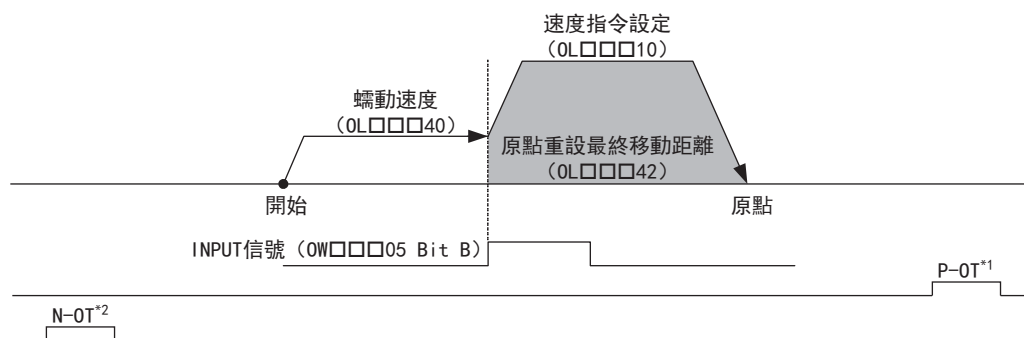 速度指令設定
（OL□□□10）
蠕動速度
（OL□□□40）
原點重設最終移動距離
（OL□□□42）
開始
原點
INPUT信號（OW□□□05 Bit B）
P-OT*1
N-OT*2